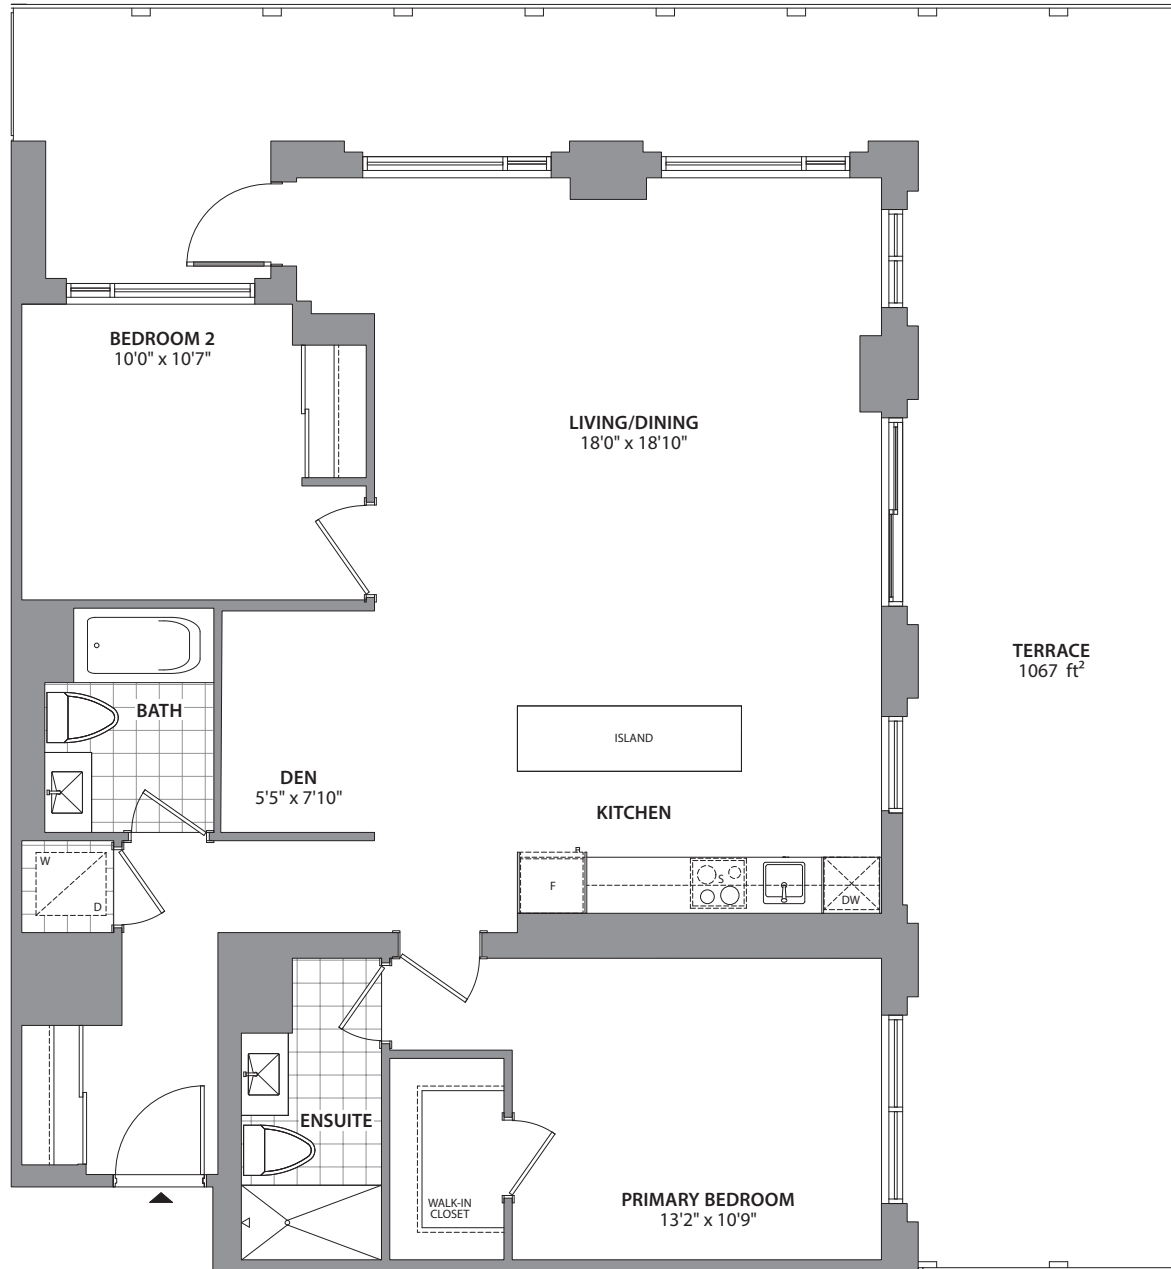 BEDROOM 2
10'0" x 10'7"
LIVING/DINING
18'0" x 18'10"
TERRACE
1067 ft²
BATH
ISLAND
DEN
5'5" x 7'10"
KITCHEN
W
D
F
S
DW
ENSUITE
WALK-IN
CLOSET
PRIMARY BEDROOM
13'2" x 10'9"